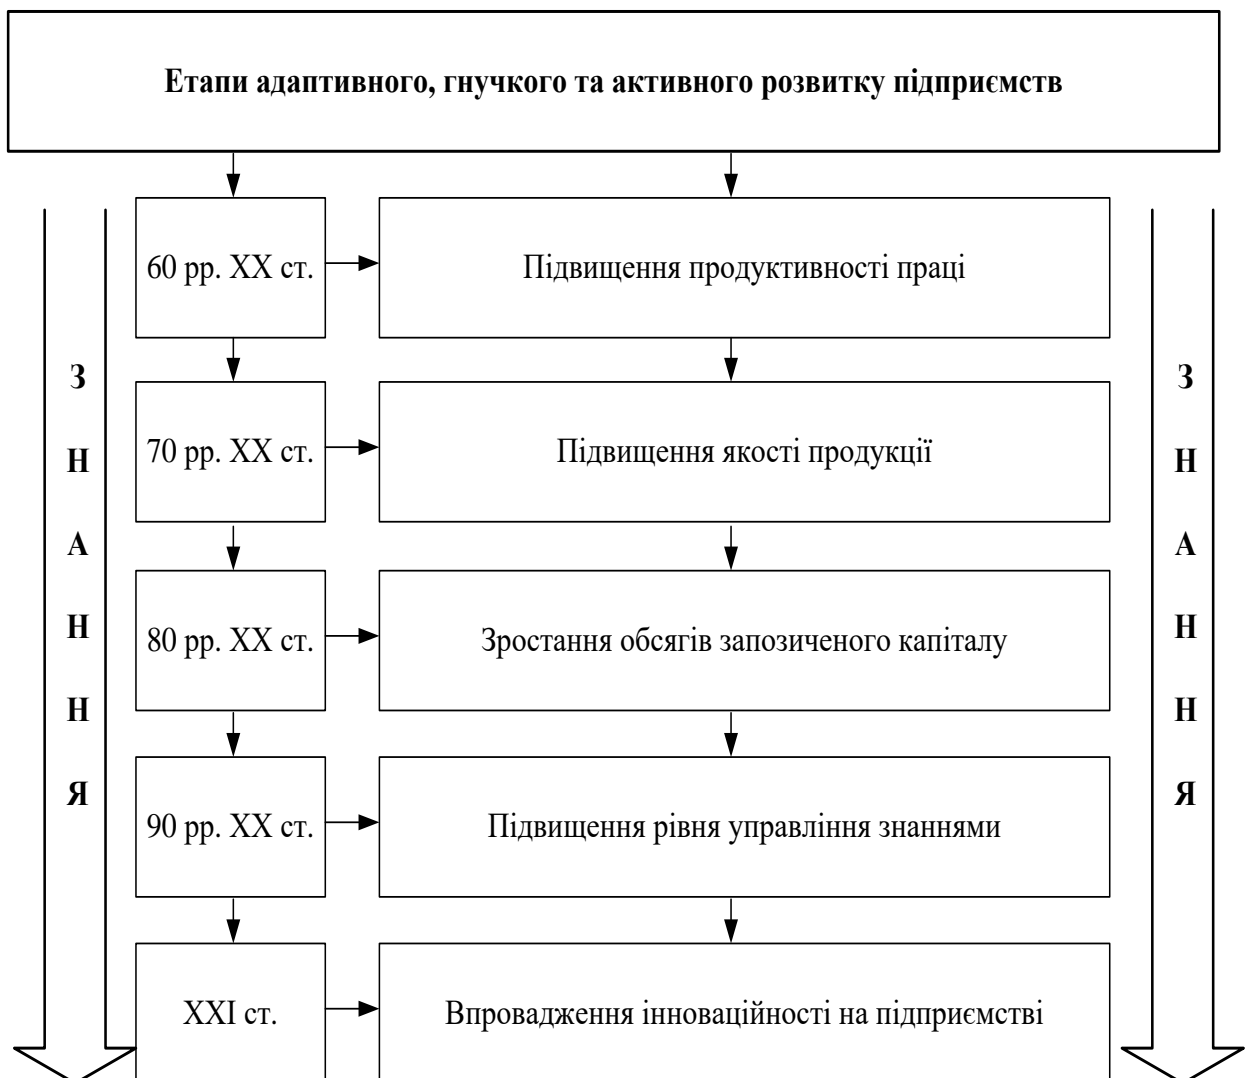 Етапи адаптивного, гнучкого та активного розвитку підприємств
60 рр. ХХ ст.
Підвищення продуктивності праці
70 рр. ХХ ст.
Підвищення якості продукції
80 рр. ХХ ст.
Зростання обсягів запозиченого капіталу
90 рр. ХХ ст.
Підвищення рівня управління знаннями
ХХІ ст.
Впровадження інноваційності на підприємстві
З
Н
А
Н
Н
Я
З
Н
А
Н
Н
Я